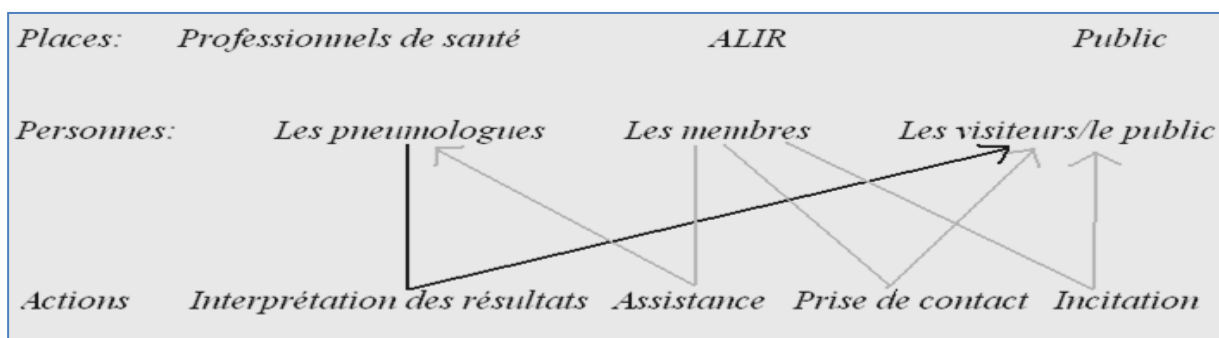 Places: Professionnels de santé ALIR Public
Personnes: Les pneumologues Les membres Les visiteurs/le public
Actions Interprétation des résultats Assistance Prise de contact Incitation